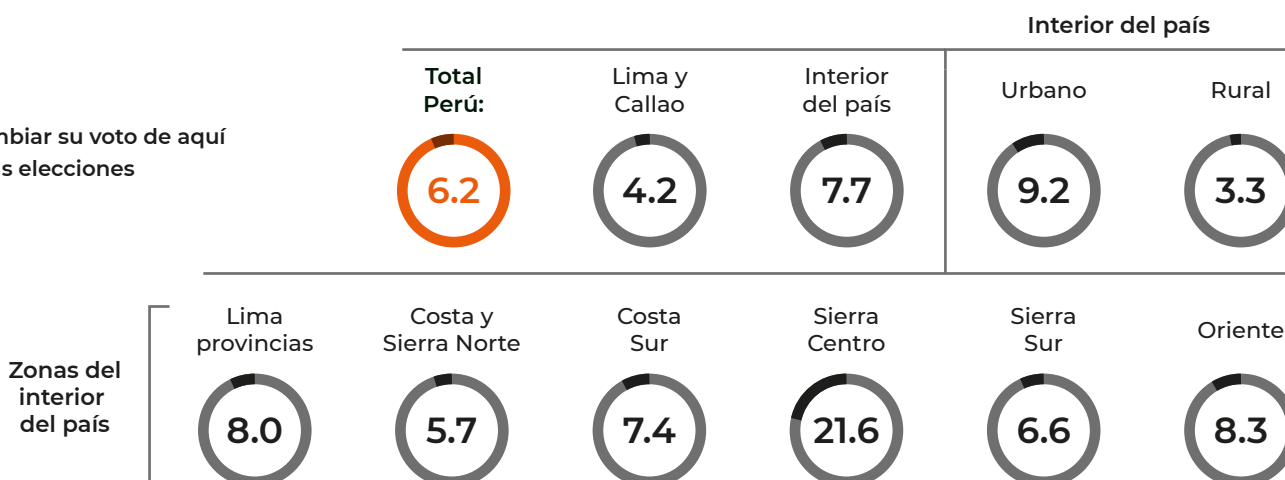 Interior del país
Total
Perú:
Lima y
Callao
Interior
del país
Urbano
Rural
su voto de aquí
elecciones
6.2
4.2
7.7
9.2
3.3
Zonas del
interior
del país
Lima
provincias
Costa y
Sierra Norte
Costa
Sur
Sierra
Centro
Sierra
Sur
Oriente
8.0
5.7
7.4
21.6
6.6
8.3